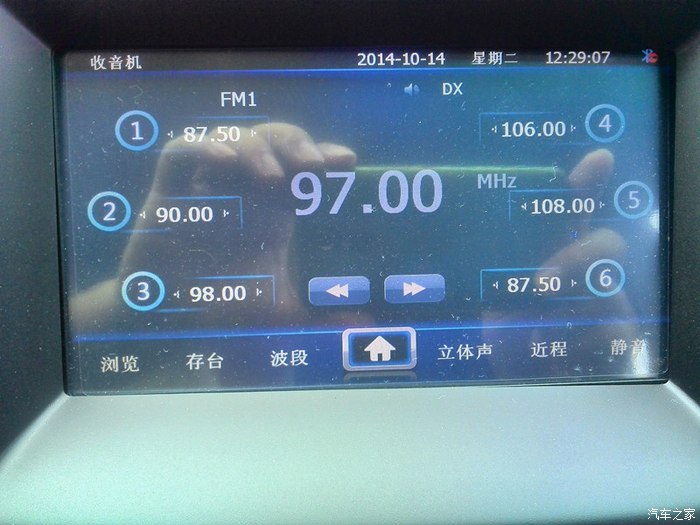 收音机 2014-10-14 星期二 12:29:07
FM1 DX
1 87.50 106.00 4
97.00 MHz
2 90.00 108.00 5
3 98.00 87.50 6
浏览 存台 波段 立体声 近程 静音
汽车之家